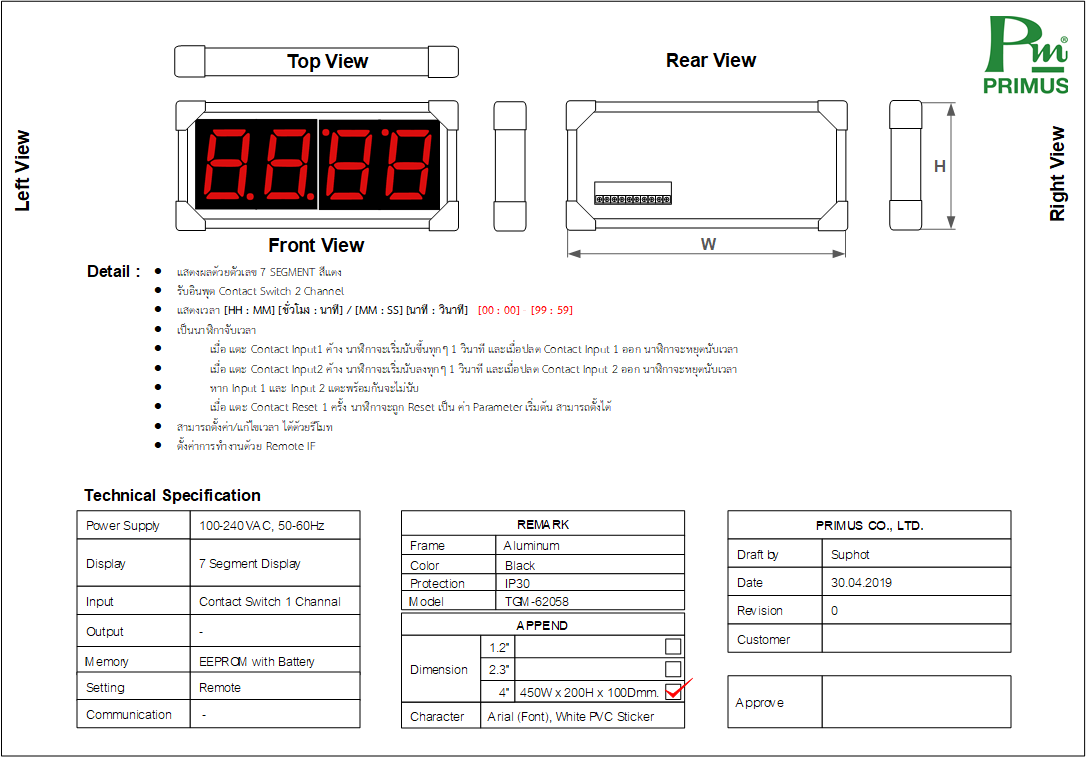 Pm®
PRIMUS
Top View
Rear View
Left View
Right View
H
W
Front View
Detail :
● แสดงผลด้วยตัวเลข 7 SEGMENT สีแดง
● รับอินพุต Contact Switch 2 Channel
● แสดงเวลา [HH : MM] [ชั่วโมง : นาที] / [MM : SS] [นาที : วินาที] [00 : 00] - [99 : 59]
● เป็นนาฬิกาจับเวลา
● เมื่อ แตะ Contact Input1 ค้าง นาฬิกาจะเริ่มนับขึ้นทุกๆ 1 วินาที และเมื่อปลด Contact Input 1 ออก นาฬิกาจะหยุดนับเวลา
● เมื่อ แตะ Contact Input2 ค้าง นาฬิกาจะเริ่มนับลงทุกๆ 1 วินาที และเมื่อปลด Contact Input 2 ออก นาฬิกาจะหยุดนับเวลา
● หาก Input 1 และ Input 2 แตะพร้อมกันจะไม่นับ
● เมื่อ แตะ Contact Reset 1 ครั้ง นาฬิกาจะถูก Reset เป็น ค่า Parameter เริ่มต้น สามารถตั้งได้
● สามารถตั้งค่า/แก้ไขเวลา ได้ด้วยรีโมท
● ตั้งค่าการทำงานด้วย Remote IF
Technical Specification
Power Supply 100-240VAC, 50-60Hz
Display 7 Segment Display
Input Contact Switch 1 Channal
Output -
Memory EEPROM with Battery
Setting Remote
Communication -
REMARK
Frame Aluminum
Color Black
Protection IP30
Model TGM-62058
APPEND
Dimension
1.2"
2.3"
4" 450W x 200H x 100Dmm.
Character Arial (Font), White PVC Sticker
PRIMUS CO., LTD.
Draft by Suphot
Date 30.04.2019
Revision 0
Customer
Approve